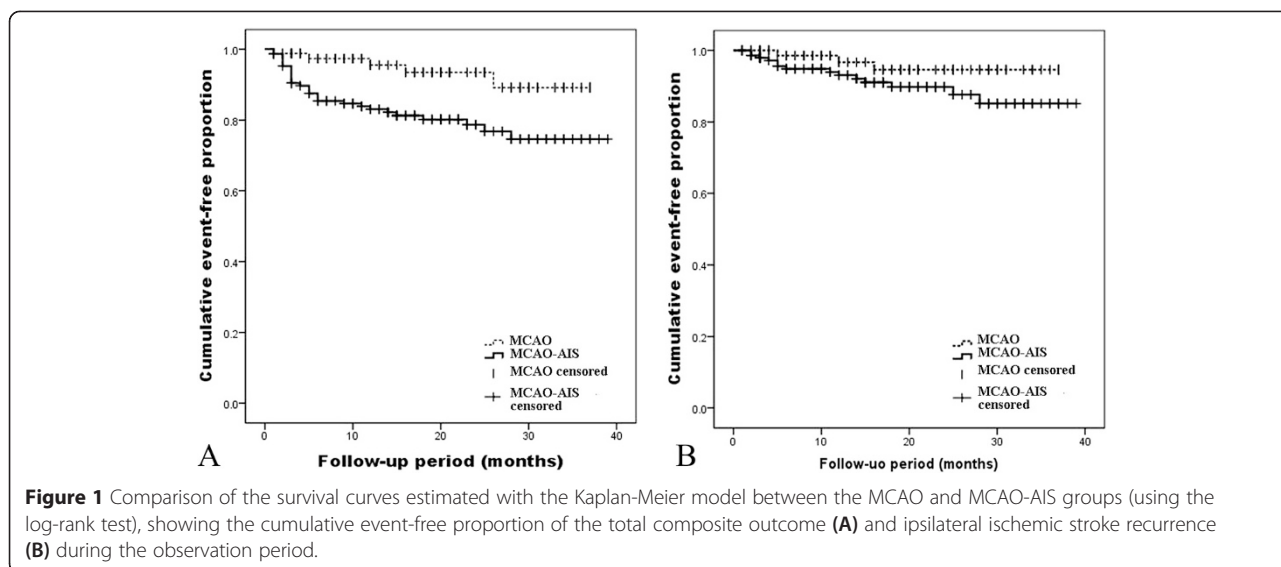 Cumulative event-free proportion
1.0
0.8
0.6
0.4
0.2
0.0
MCAO
MCAO-AIS
MCAO censored
MCAO-AIS
censored
0 10 20 30 40
A
Follow-up period (months)
Cumulative event-free proportion
1.0
0.8
0.6
0.4
0.2
0.0
MCAO
MCAO-AIS
MCAO censored
MCAO-AIS
censored
0 10 20 30 40
B
Follow-uo period (months)
Figure 1 Comparison of the survival curves estimated with the Kaplan-Meier model between the MCAO and MCAO-AIS groups (using the
log-rank test), showing the cumulative event-free proportion of the total composite outcome (A) and ipsilateral ischemic stroke recurrence
(B) during the observation period.